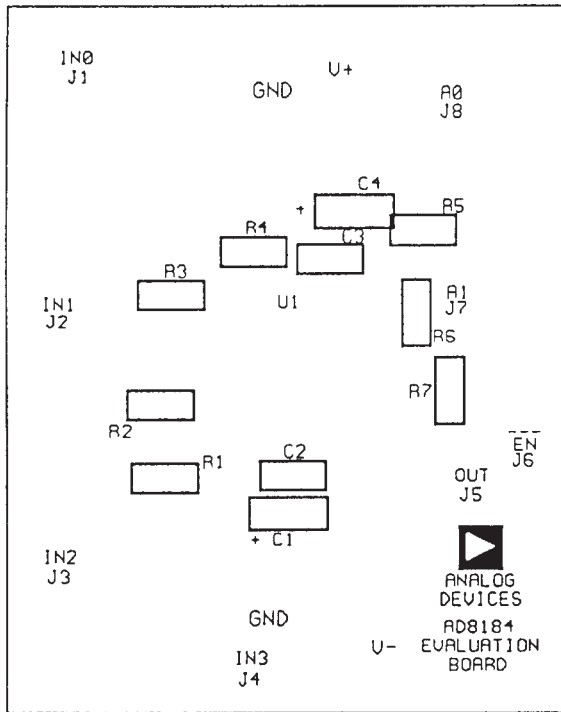 IN0
J1
GND
V+
A0
J8
C4
+
R5
R4
C3
R3
U1
IN1
J2
A1
J7
R6
R7
R2
EN
J6
R1
C2
OUT
J5
+ C1
IN2
J3
ANALOG
DEVICES
GND
AD8184
V- EVALUATION
BOARD
IN3
J4